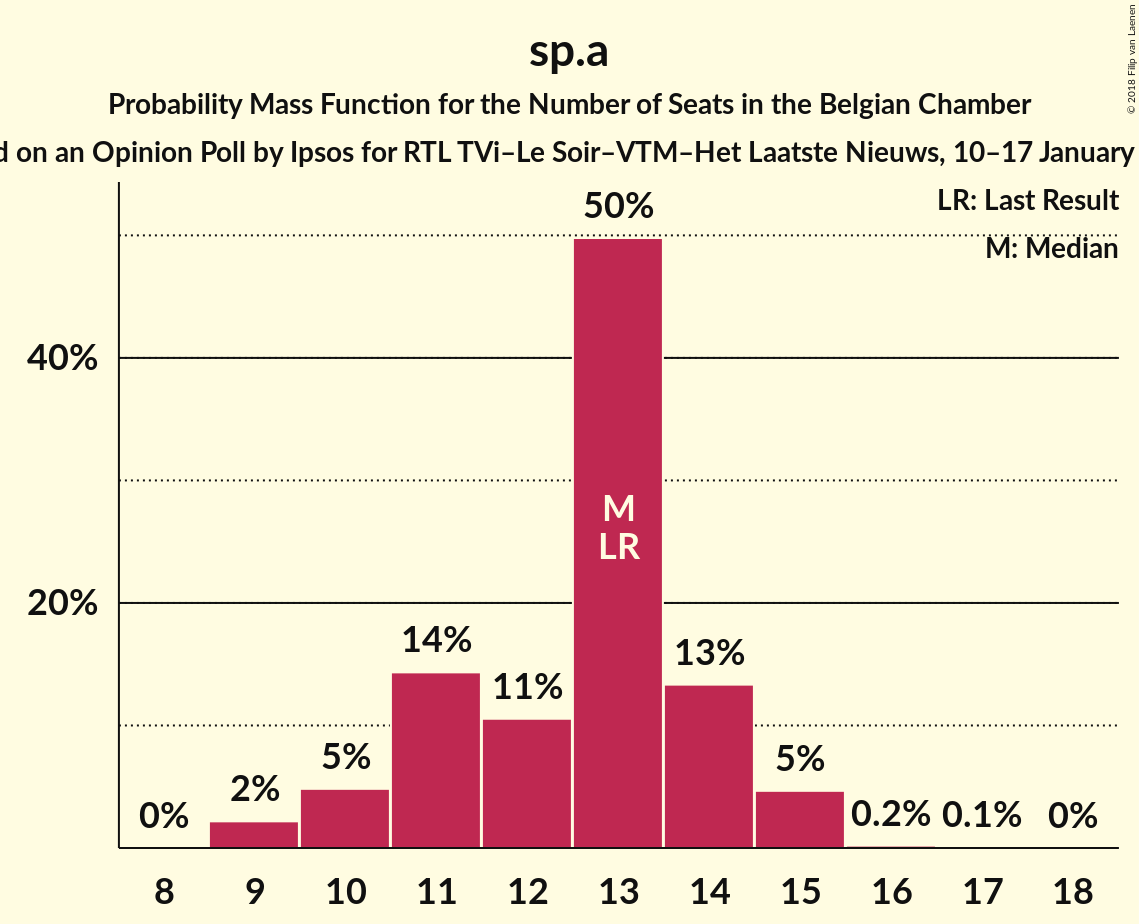 sp.a
Probability Mass Function for the Number of Seats in the Belgian Chamber
on an Opinion Poll by Ipsos for RTL TVi–Le Soir–VTM–Het Laatste Nieuws, 10–17 January
© 2018 Filip van Laenen
LR: Last Result
M: Median
50%
40%
M
LR
20%
14%
13%
11%
5%
5%
2%
0%
0.2%
0.1%
0%
8 9 10 11 12 13 14 15 16 17 18